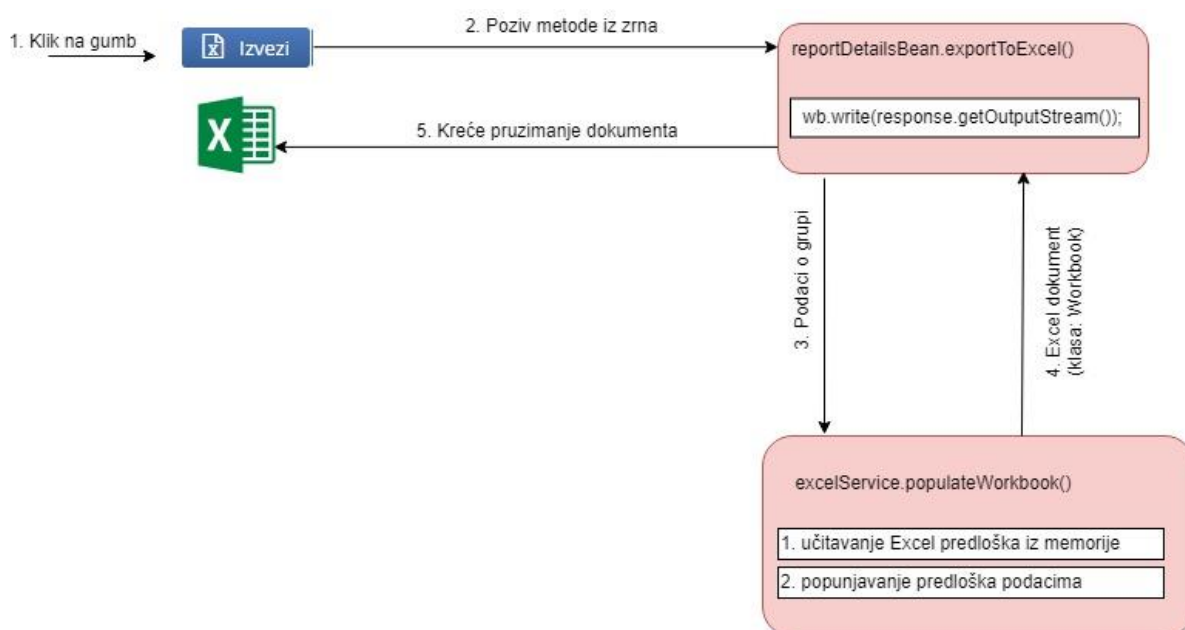 1. Klik na gumb
Izvezi
2. Poziv metode iz zrna
reportDetailsBean.exportToExcel()
wb.write(response.getOutputStream());
X
5. Kreće pruzimanje dokumenta
3. Podaci o grupi
4. Excel dokument
(klasa: Workbook)
excelService.populateWorkbook()
1. učitavanje Excel predloška iz memorije
2. popunjavanje predloška podacima